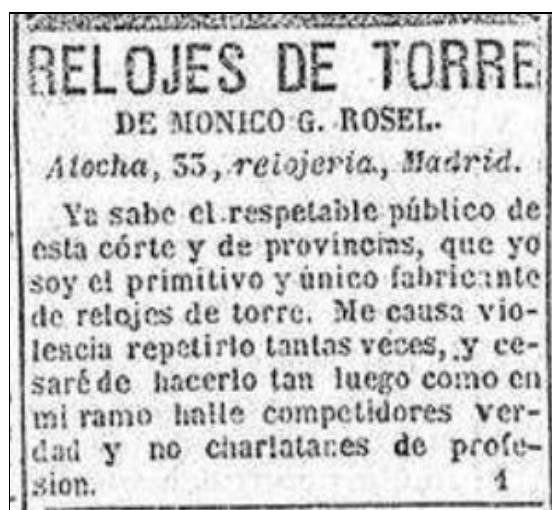 RELOJES DE TORRE
DE MONICO G. ROSEL.
Atocha, 33, relojeria, Madrid.
Ya sabe el respetable público de
esta córte y de provincias, que yo
soy el primitivo y único fabricante
de relojes de torre. Me causa vio-
lencia repetirlo tantas veces, y ce-
saré de hacerlo tan luego como en
mi ramo halle competidores ver-
dad y no charlatanes de profe-
sion. 1